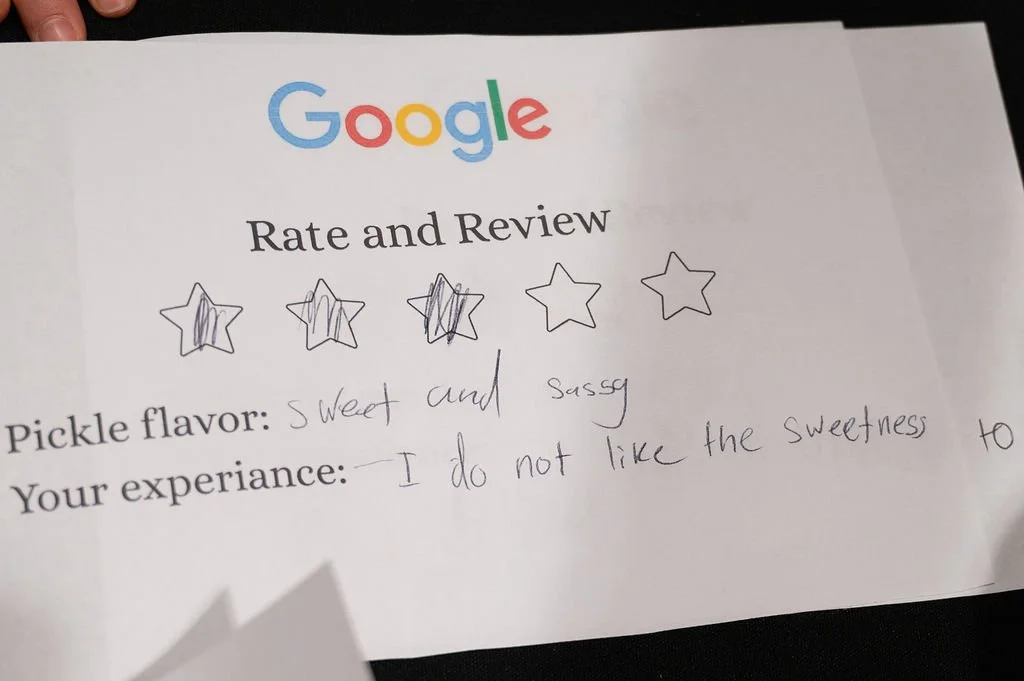 Google
Rate and Review
Pickle flavor: sweet and sassy
Your experiance: I do not like the sweetness to